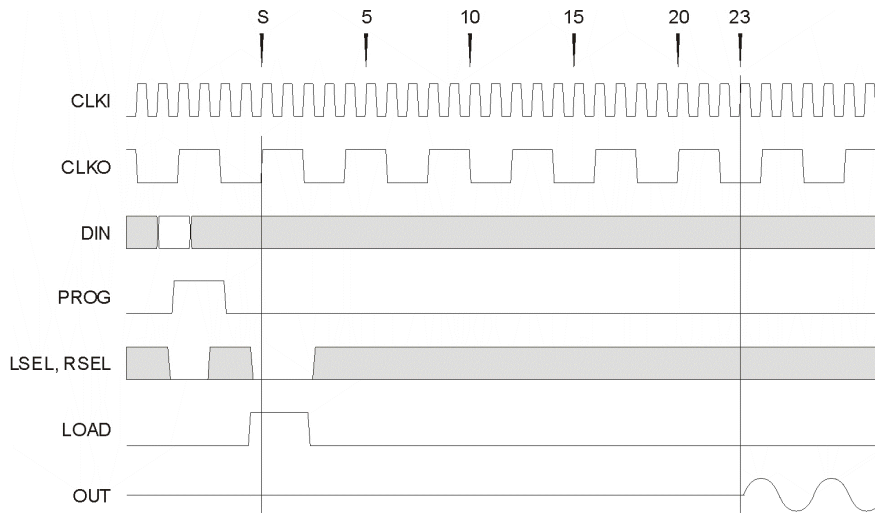 S 5 10 15 20 23
CLKI
CLKO
DIN
PROG
LSEL, RSEL
LOAD
OUT